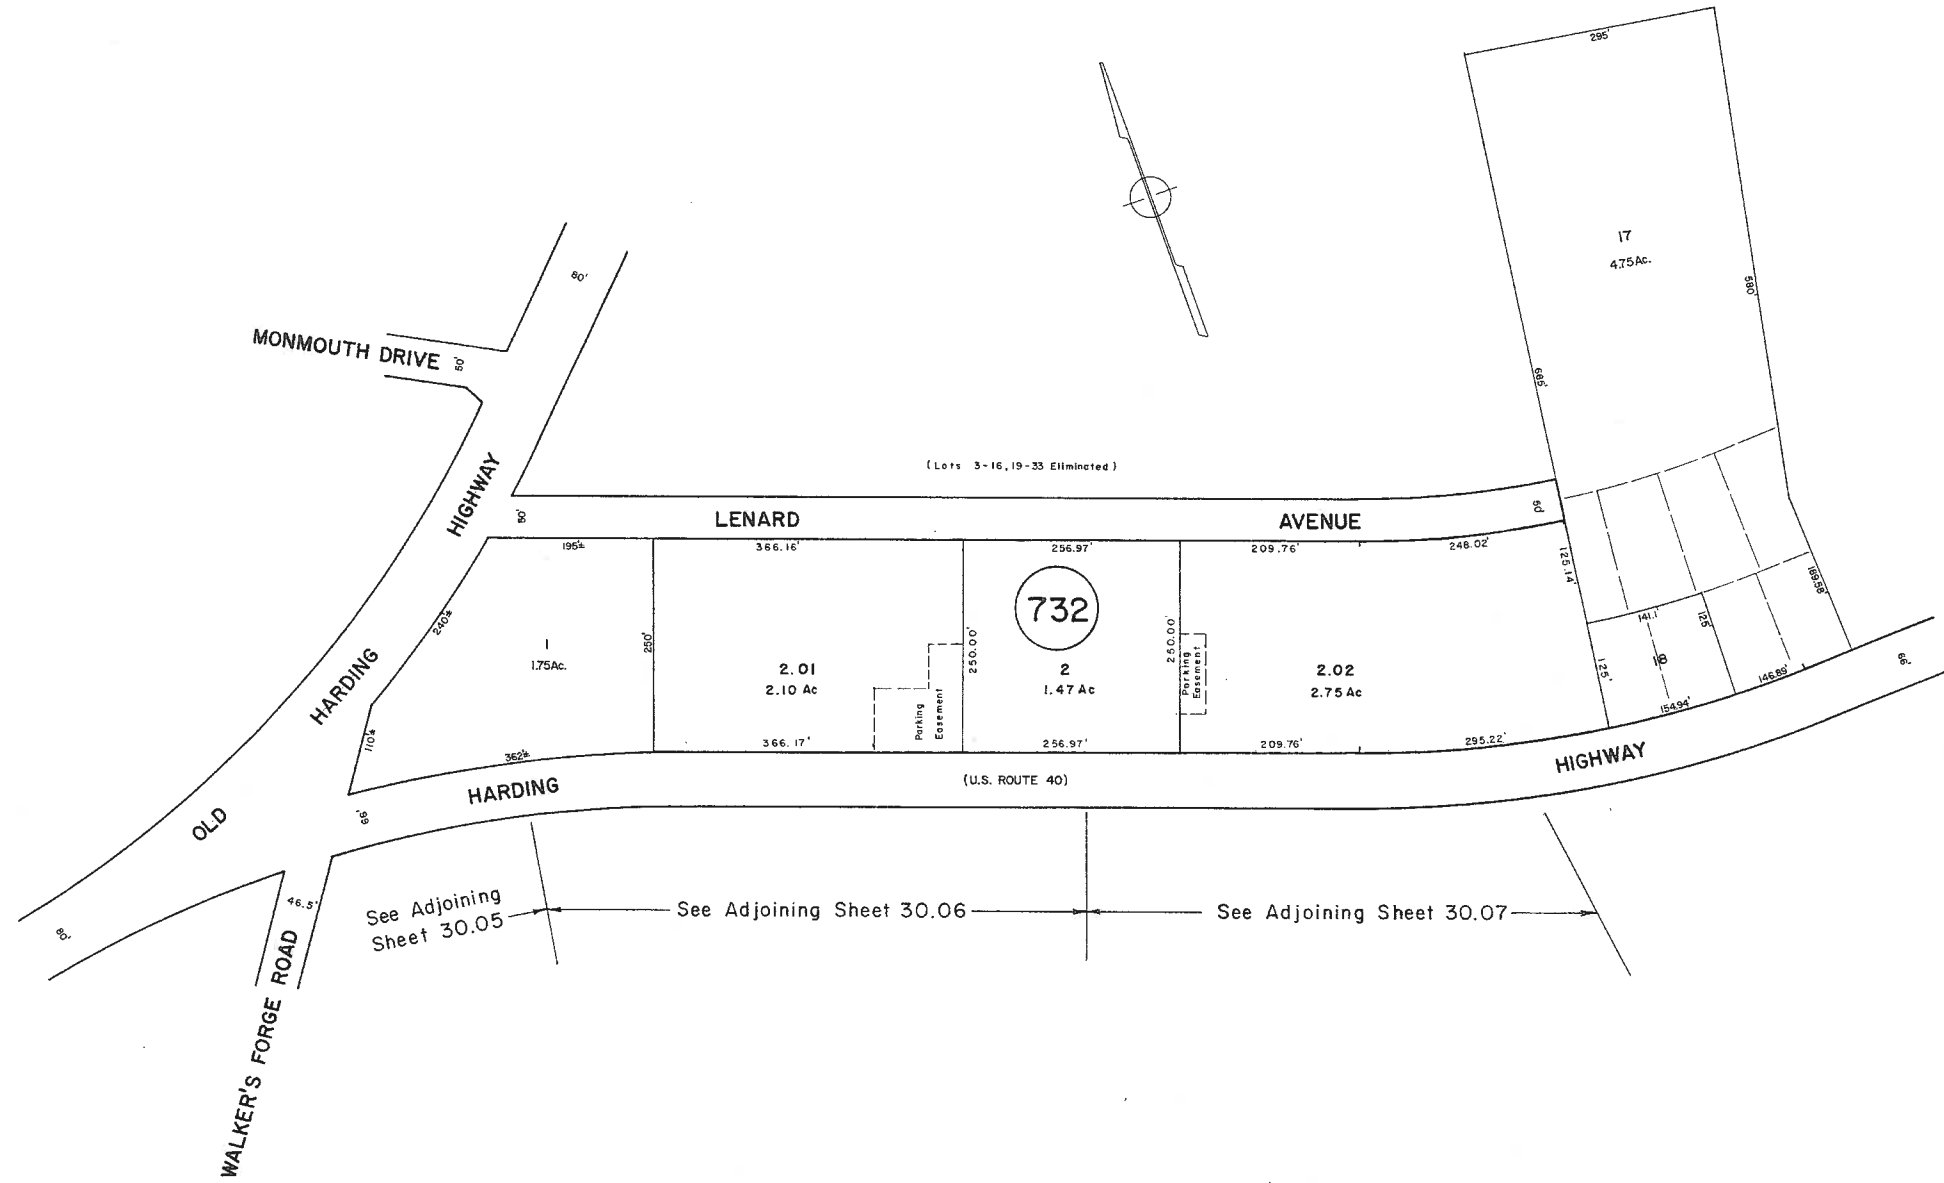 295'
80'
17
4.75Ac.
580'
MONMOUTH DRIVE
50'
685'
(Lots 3-16,19-33 Eliminated)
HIGHWAY
50'
LENARD
AVENUE
50'
195'±
366.16'
256.97'
209.76'
248.02'
125.14'
189.58'
732
240'±
141.1'
125'
1
1.75Ac.
250'
2.01
2.10 Ac
250.00'
2
1.47 Ac
250.00'
Parking
Easement
2.02
2.75 Ac
125'
18
66'
HARDING
Parking
Easement
146.89'
154.94'
110'±
362'±
366.17'
256.97'
209.76'
295.22'
HARDING
(U.S. ROUTE 40)
HIGHWAY
OLD
66'
46.5'
80'
See Adjoining
Sheet 30.05
See Adjoining Sheet 30.06
See Adjoining Sheet 30.07
WALKER'S FORGE ROAD